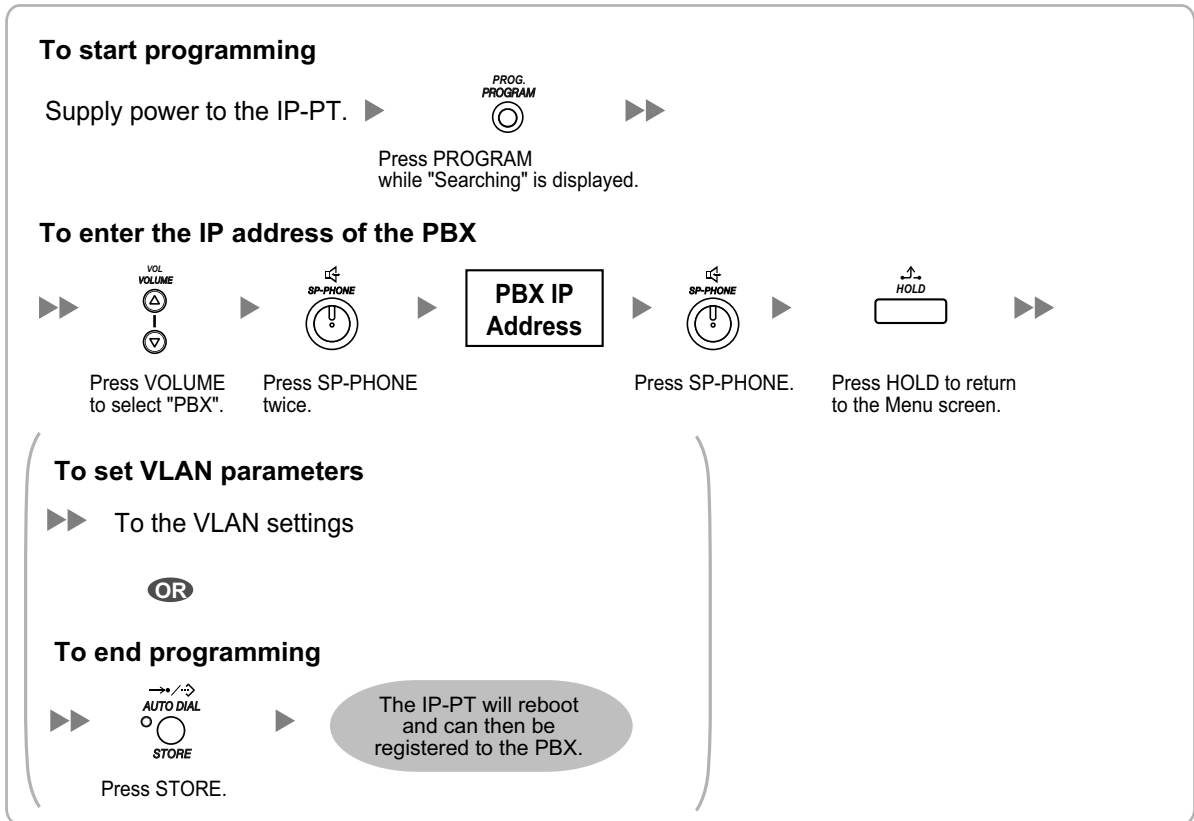 To start programming
Supply power to the IP-PT.
PROG.
PROGRAM
Press PROGRAM
while "Searching" is displayed.
To enter the IP address of the PBX
VOL
VOLUME
Press VOLUME
to select "PBX".
SP-PHONE
Press SP-PHONE
twice.
PBX IP
Address
SP-PHONE
Press SP-PHONE.
HOLD
Press HOLD to return
to the Menu screen.
To set VLAN parameters
To the VLAN settings
OR
To end programming
AUTO DIAL
STORE
Press STORE.
The IP-PT will reboot
and can then be
registered to the PBX.